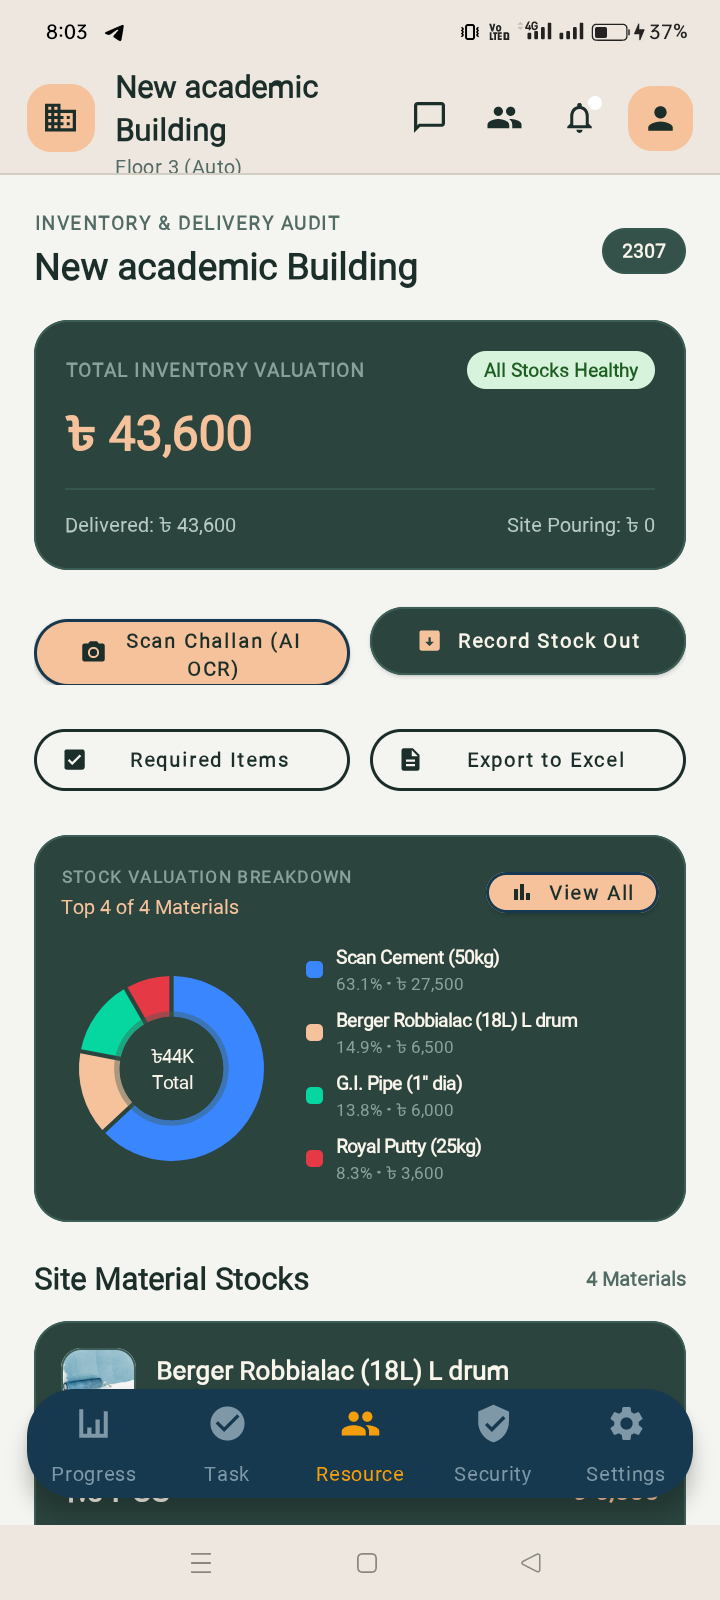 8:03
Vo LTED 4G 37%
New academic
Building
Floor 3 (Auto)
INVENTORY & DELIVERY AUDIT
New academic Building
2307
TOTAL INVENTORY VALUATION
All Stocks Healthy
৳ 43,600
Delivered: ৳ 43,600
Site Pouring: ৳ 0
Scan Challan (AI
OCR)
Record Stock Out
Required Items
Export to Excel
STOCK VALUATION BREAKDOWN
Top 4 of 4 Materials
View All
৳44K
Total
Scan Cement (50kg)
63.1% • ৳ 27,500
Berger Robbialac (18L) L drum
14.9% • ৳ 6,500
G.I. Pipe (1" dia)
13.8% • ৳ 6,000
Royal Putty (25kg)
8.3% • ৳ 3,600
Site Material Stocks
4 Materials
Berger Robbialac (18L) L drum
Progress
Task
Resource
Security
Settings